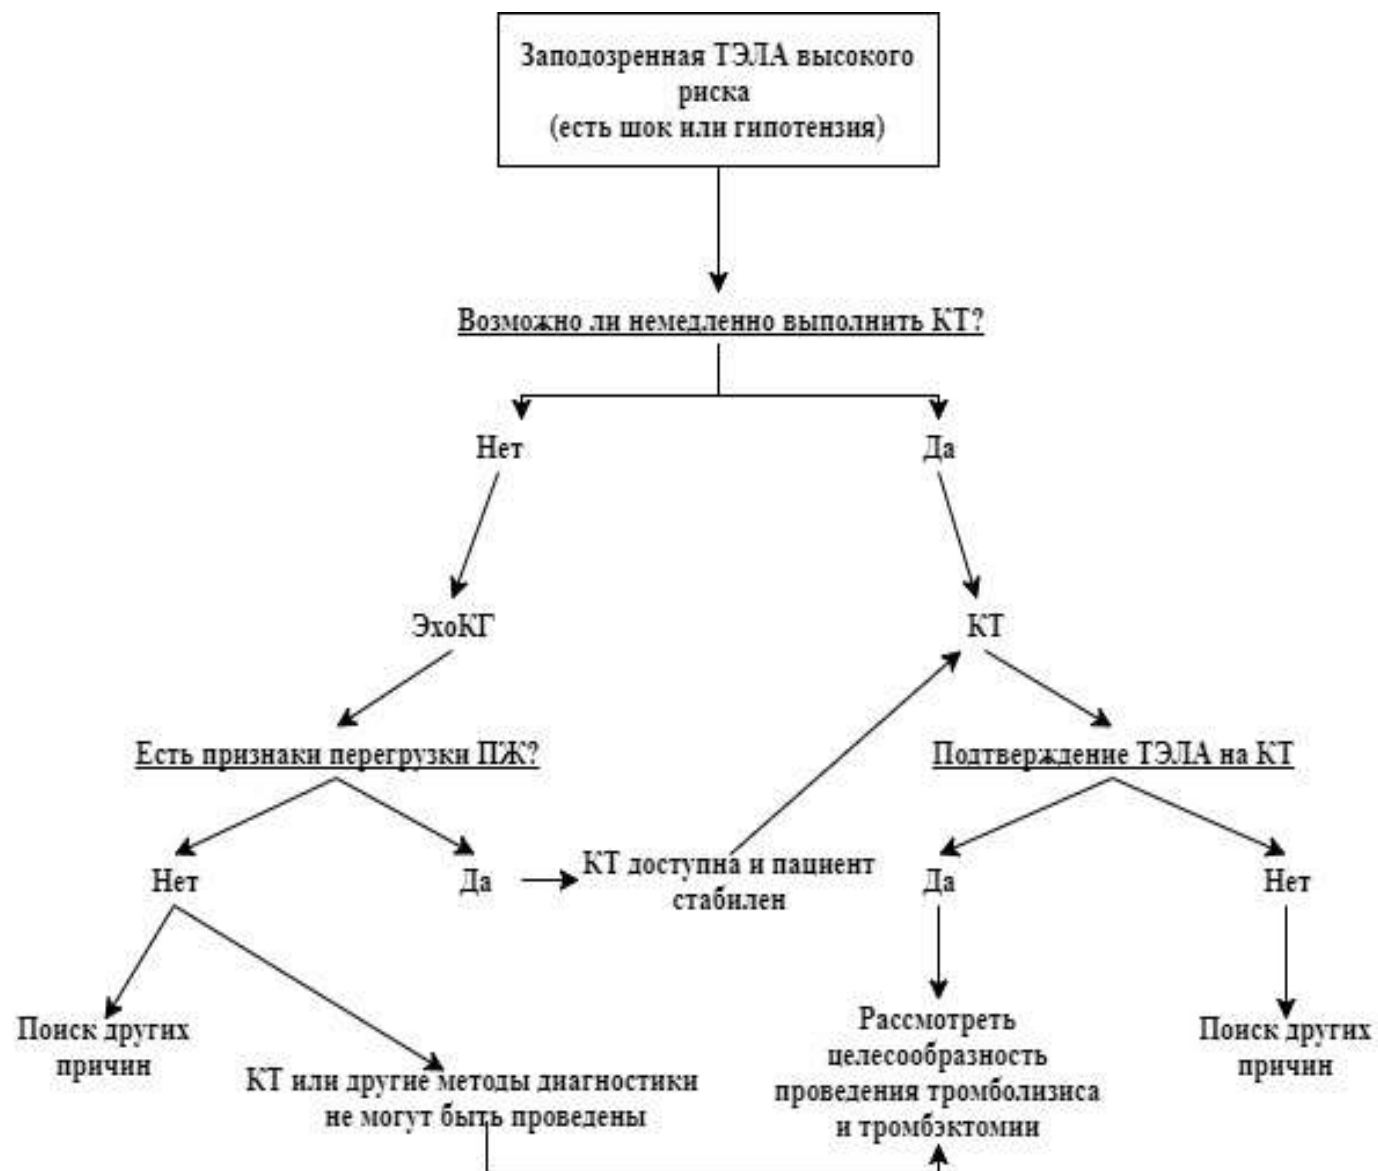 Заподозренная ТЭЛА высокого
риска
(есть шок или гипотензия)
Возможно ли немедленно выполнить КТ?
Нет
Да
ЭхоКГ
КТ
Есть признаки перегрузки ПЖ?
Подтверждение ТЭЛА на КТ
Нет
Да
КТ доступна и пациент
стабилен
Да
Нет
Поиск других
причин
КТ или другие методы диагностики
не могут быть проведены
Рассмотреть
целесообразность
проведения тромболизиса
и тромбэктомии
Поиск других
причин